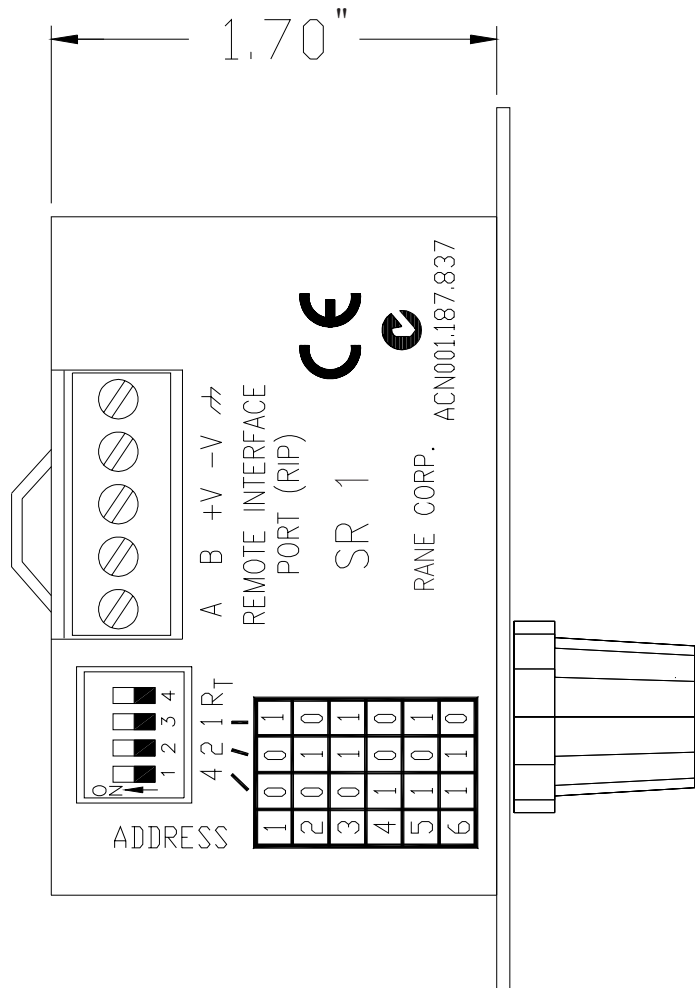 1.70"
ON
1 2 3 4
ADDRESS
4 2 1 RT
1 0 0 1
2 0 1 0
3 0 1 1
4 1 0 0
5 1 0 1
6 1 1 0
A B +V -V
REMOTE INTERFACE
PORT (RIP)
SR 1
CE
RANE CORP.
ACN001.187.837